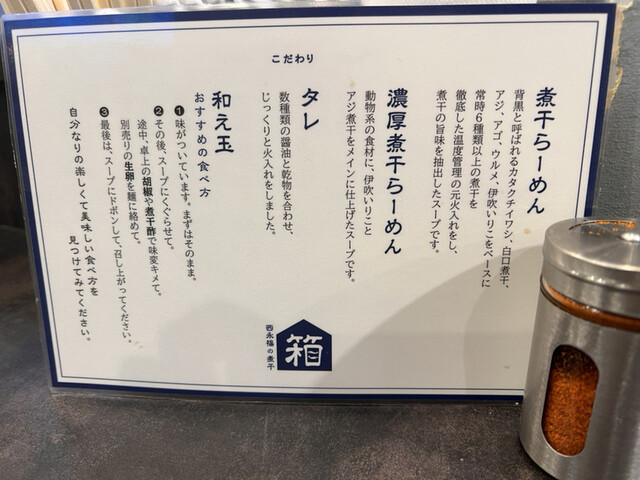 こだわり
煮干らーめん
背黒と呼ばれるカタクチイワシ、白口煮干、
アジ、アゴ、ウルメ、伊吹いりこをベースに
常時6種類以上の煮干を
徹底した温度管理の元火入れをし、
煮干の旨味を抽出したスープです。
濃厚煮干らーめん
動物系の食材に、伊吹いりこと
アジ煮干をメインに仕上げたスープです。
タレ
数種類の醤油と乾物を合わせ、
じっくりと火入れをしました。
和え玉
おすすめの食べ方
❶味がついています。まずはそのまま。
❷その後、スープにくぐらせて。
途中、卓上の胡椒や煮干酢で味変キメて。
別売りの生卵を麺に絡めて。
❸最後は、スープにドボンして、召し上がってください。
自分なりの楽しくて美味しい食べ方を
見つけてみてください。
西永福の煮干
箱